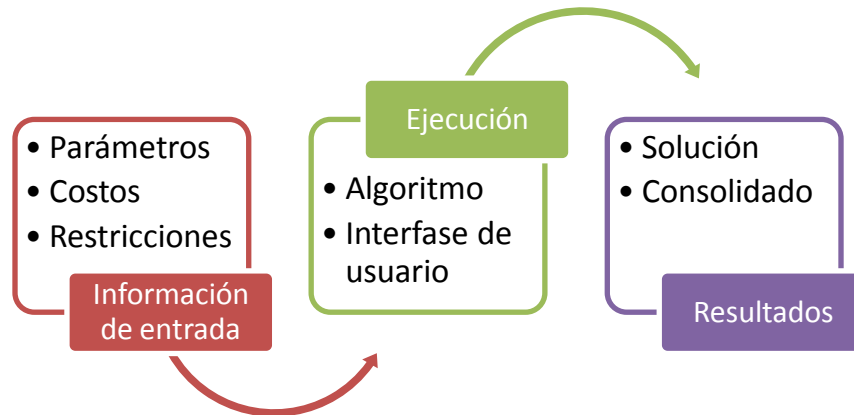 • Parámetros
• Costos
• Restricciones
Información
de entrada
Ejecución
• Algoritmo
• Interfase de
usuario
• Solución
• Consolidado
Resultados